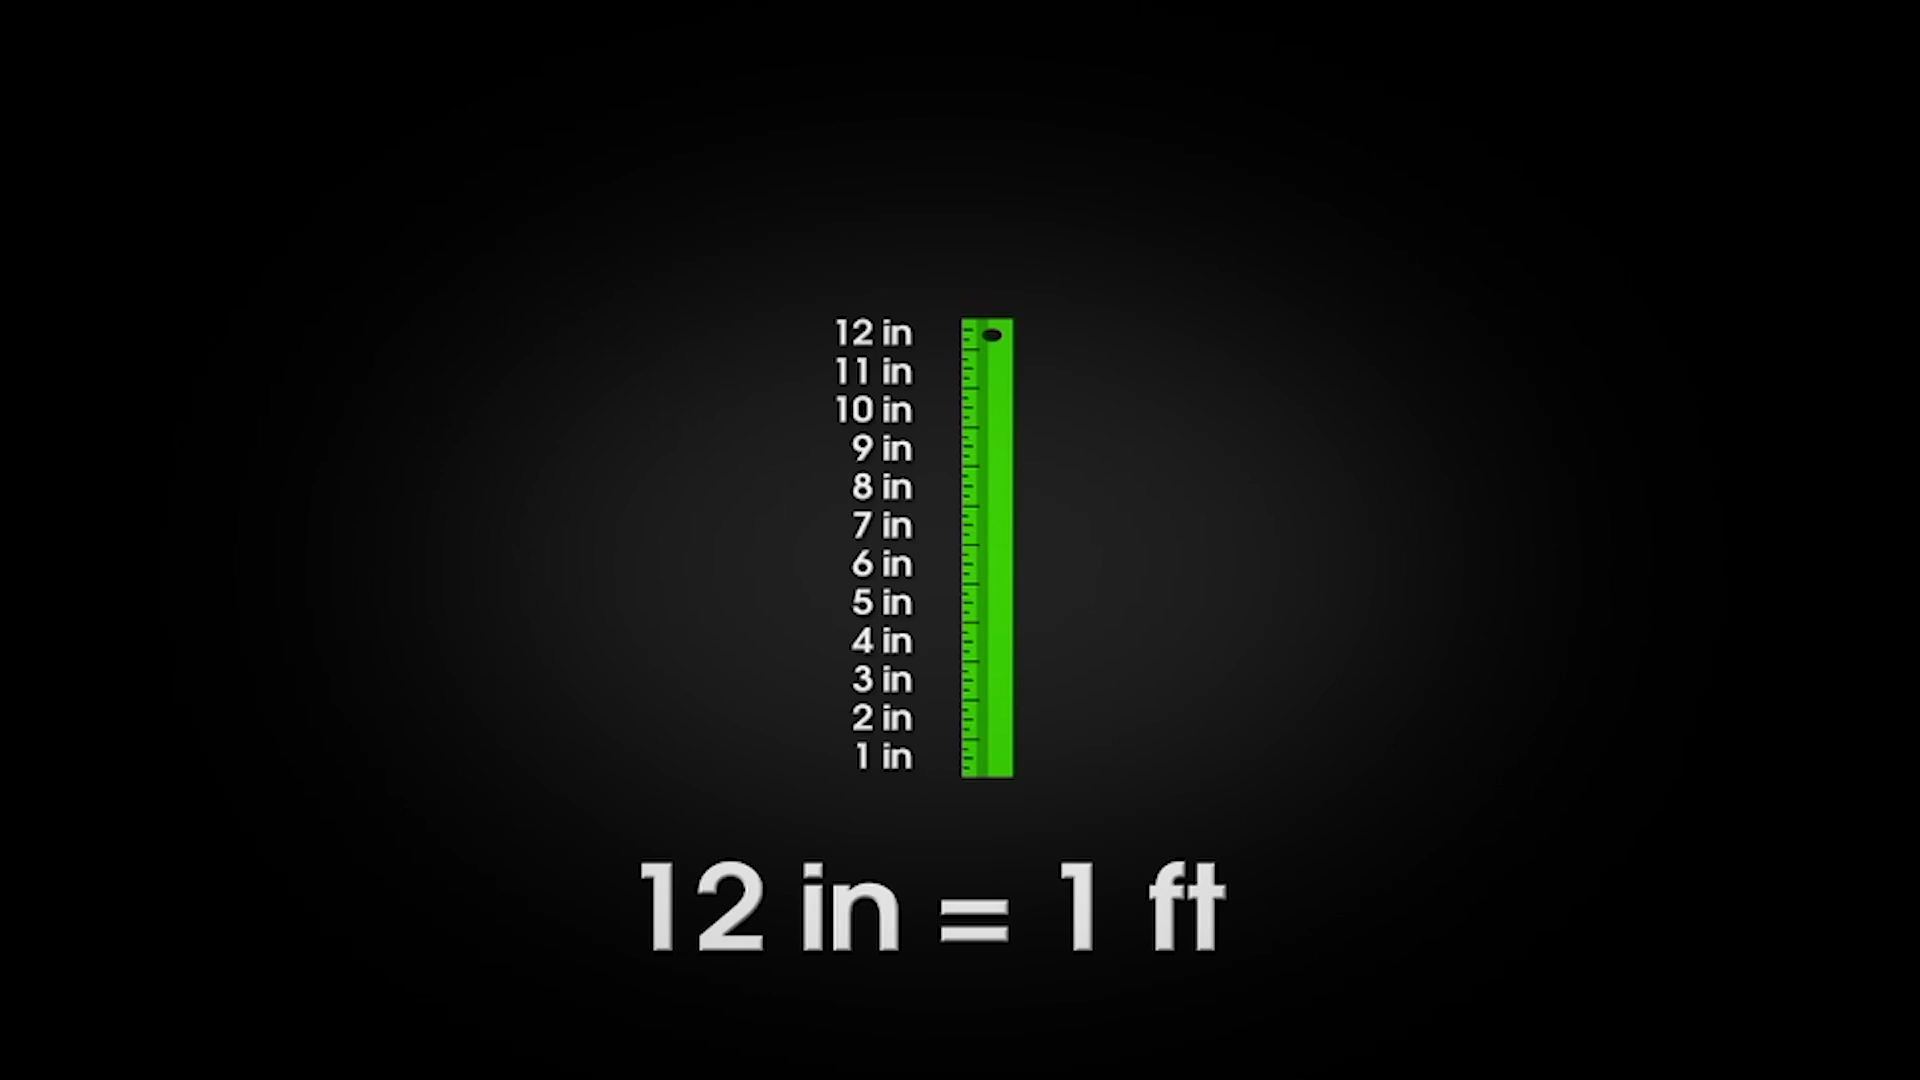 12 in
11 in
10 in
9 in
8 in
7 in
6 in
5 in
4 in
3 in
2 in
1 in
12 in = 1 ft